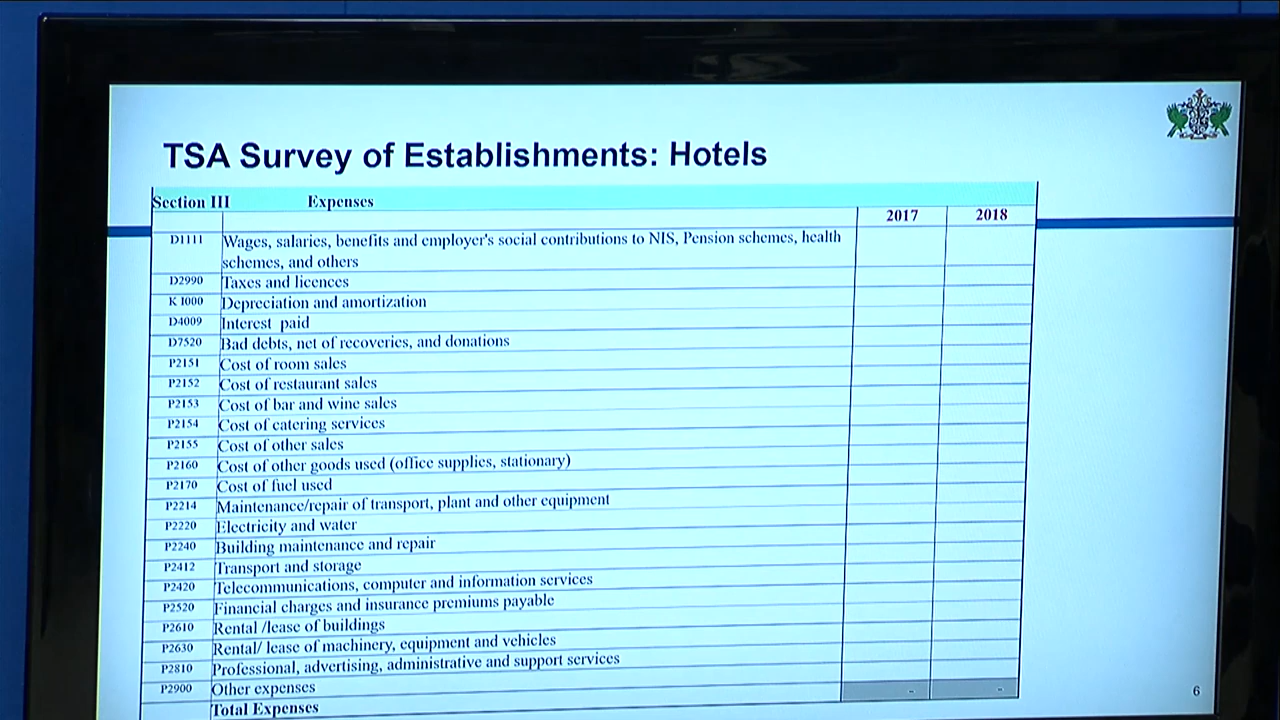 TSA Survey of Establishments: Hotels
Section III Expenses
2017 2018
D1111 Wages, salaries, benefits and employer's social contributions to NIS, Pension schemes, health
schemes, and others
D2990 Taxes and licences
K 1000 Depreciation and amortization
D4009 Interest paid
D7520 Bad debts, net of recoveries, and donations
P2151 Cost of room sales
P2152 Cost of restaurant sales
P2153 Cost of bar and wine sales
P2154 Cost of catering services
P2155 Cost of other sales
P2160 Cost of other goods used (office supplies, stationary)
P2170 Cost of fuel used
P2214 Maintenance/repair of transport, plant and other equipment
P2220 Electricity and water
P2240 Building maintenance and repair
P2412 Transport and storage
P2420 Telecommunications, computer and information services
P2520 Financial charges and insurance premiums payable
P2610 Rental /lease of buildings
P2630 Rental/ lease of machinery, equipment and vehicles
P2810 Professional, advertising, administrative and support services
P2900 Other expenses - -
Total Expenses
6